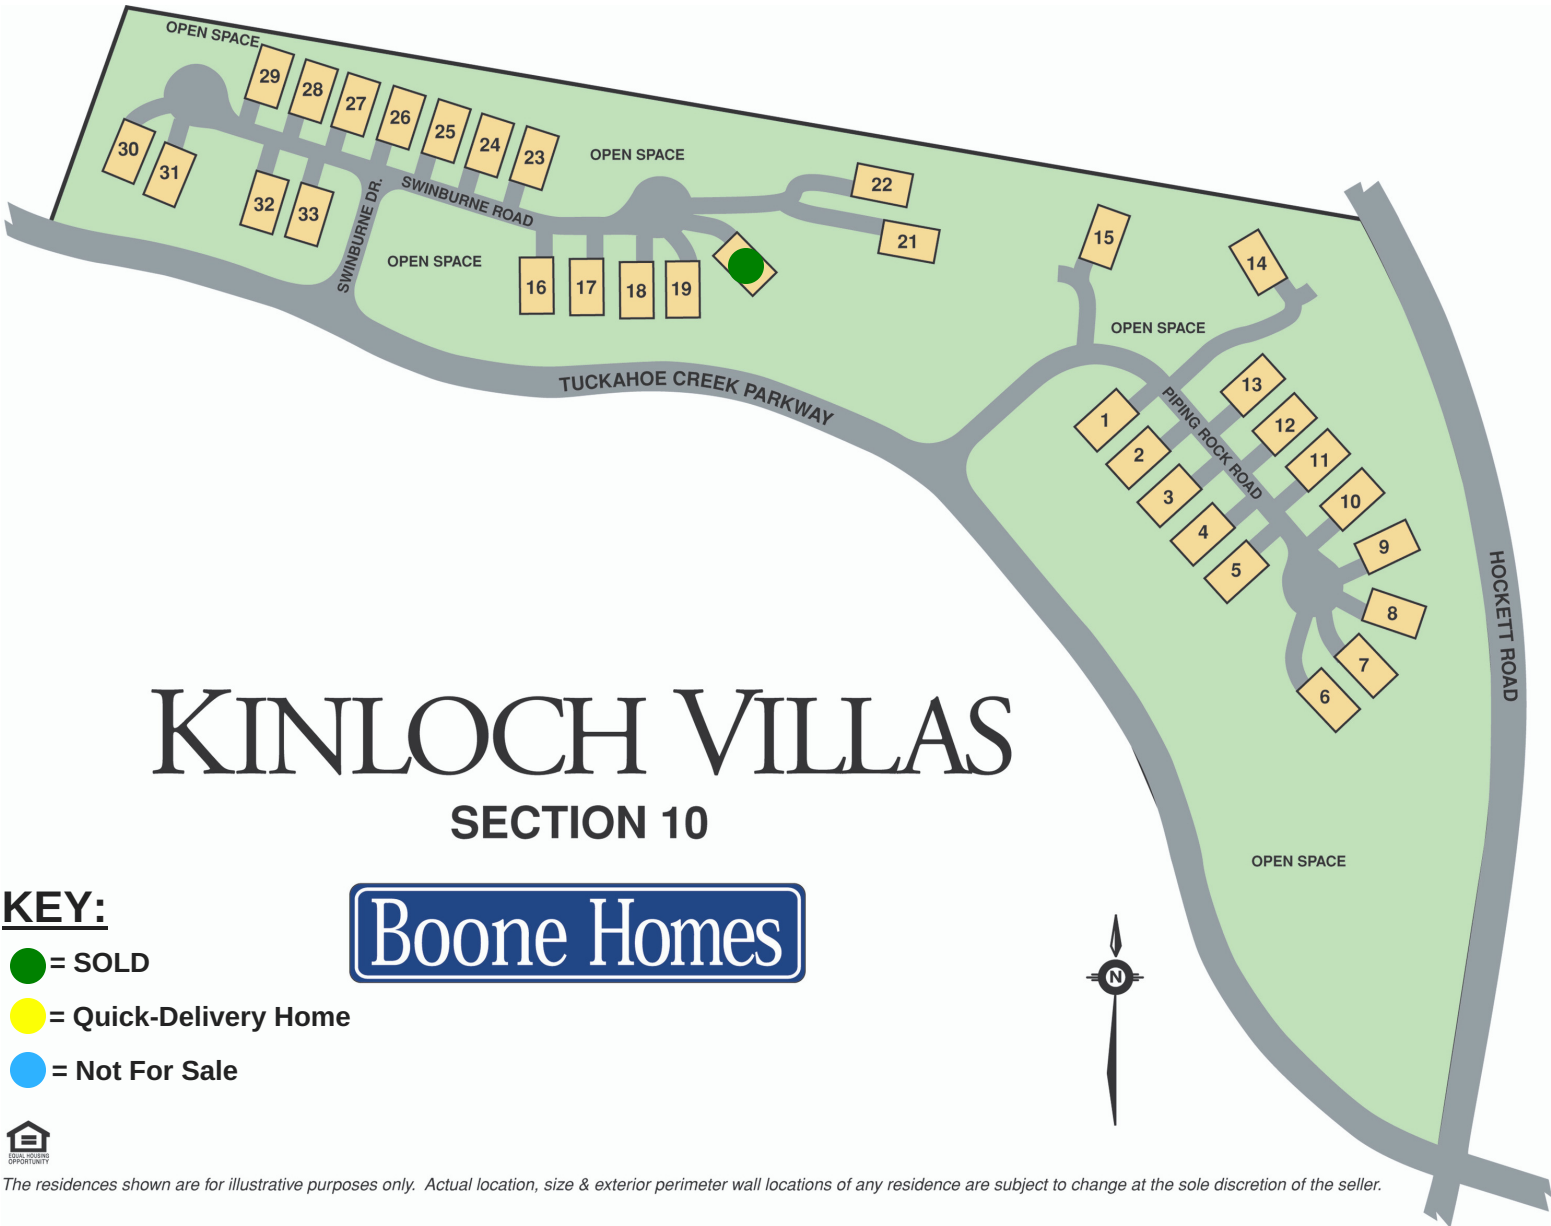 OPEN SPACE
29
28
27
26
25
24
23
30
31
32
33
SWINBURNE DR.
SWINBURNE ROAD
OPEN SPACE
OPEN SPACE
22
21
16
17
18
19
15
14
OPEN SPACE
TUCKAHOE CREEK PARKWAY
PIPING ROCK ROAD
13
12
11
10
9
8
7
6
1
2
3
4
5
HOCKETT ROAD
OPEN SPACE
KINLOCH VILLAS
SECTION 10
Boone Homes
KEY:
= SOLD
= Quick-Delivery Home
= Not For Sale
N
EQUAL HOUSING
OPPORTUNITY
The residences shown are for illustrative purposes only. Actual location, size & exterior perimeter wall locations of any residence are subject to change at the sole discretion of the seller.